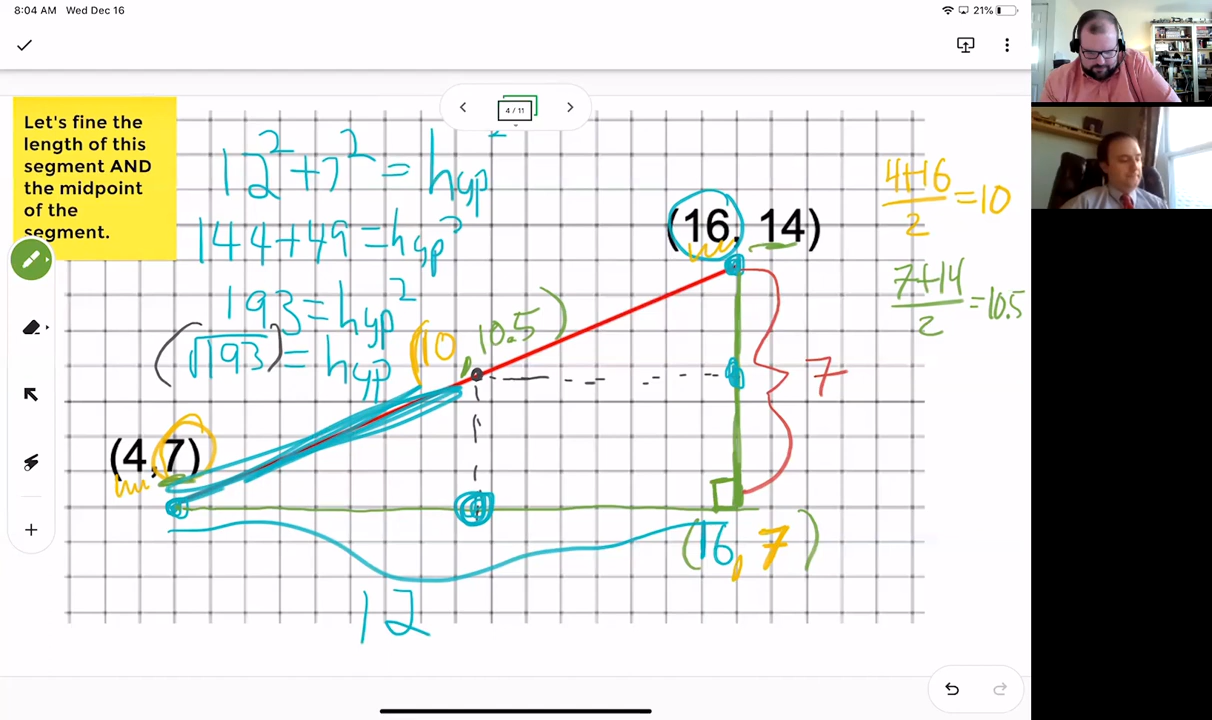 8:04 AM Wed Dec 16
21%
4 / 11
Let's fine the
length of this
segment AND
the midpoint
of the
segment.
12² + 7² = hyp²
144 + 49 = hyp²
193 = hyp²
(√193) = hyp
(10, 10.5)
(16, 14)
4+16/2 = 10
7+14/2 = 10.5
7
(4,7)
(16, 7)
12